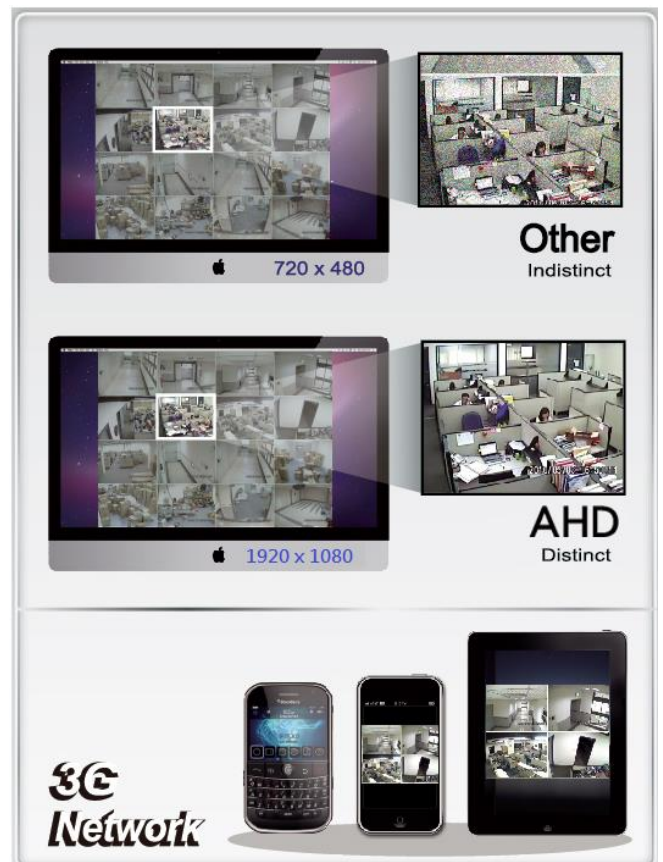 720 x 480
Other
Indistinct
1920 x 1080
AHD
Distinct
3G
Network